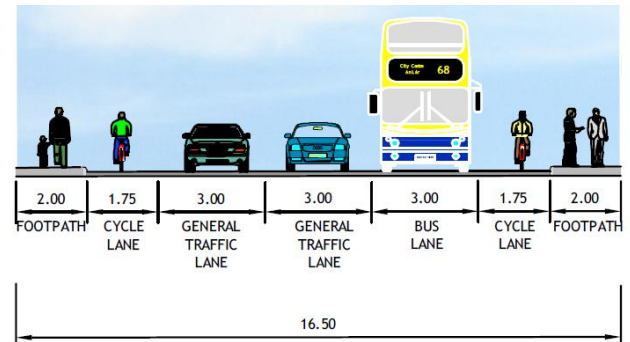 City Centre
An Lár
68
2.00 1.75 3.00 3.00 3.00 1.75 2.00
FOOTPATH CYCLE LANE GENERAL TRAFFIC LANE GENERAL TRAFFIC LANE BUS LANE CYCLE LANE FOOTPATH
16.50